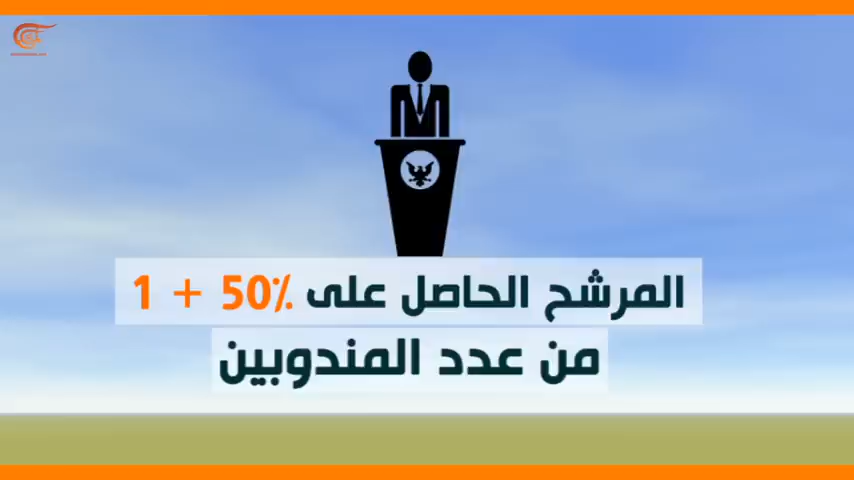 المرشح الحاصل على 50٪ + 1
من عدد المندوبين